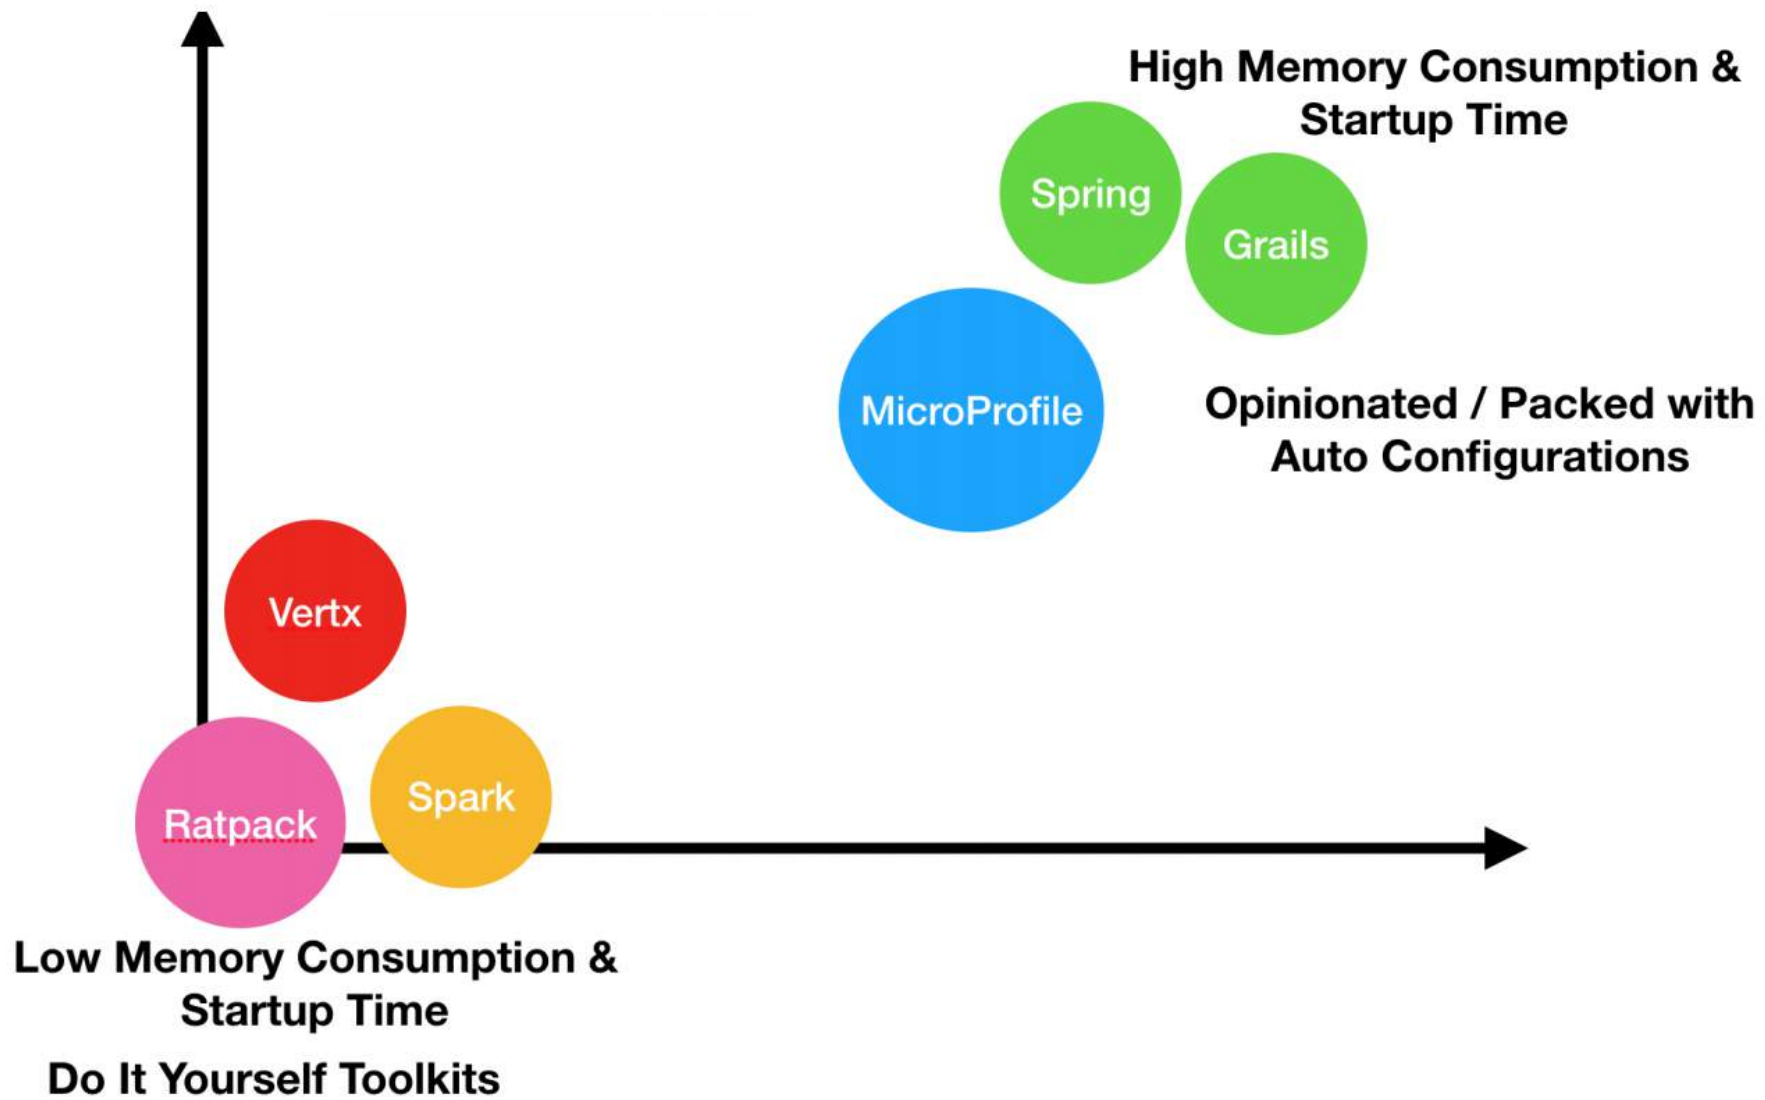 High Memory Consumption &
Startup Time
Spring
Grails
MicroProfile
Opinionated / Packed with
Auto Configurations
Vertx
Spark
Ratpack
Low Memory Consumption &
Startup Time
Do It Yourself Toolkits